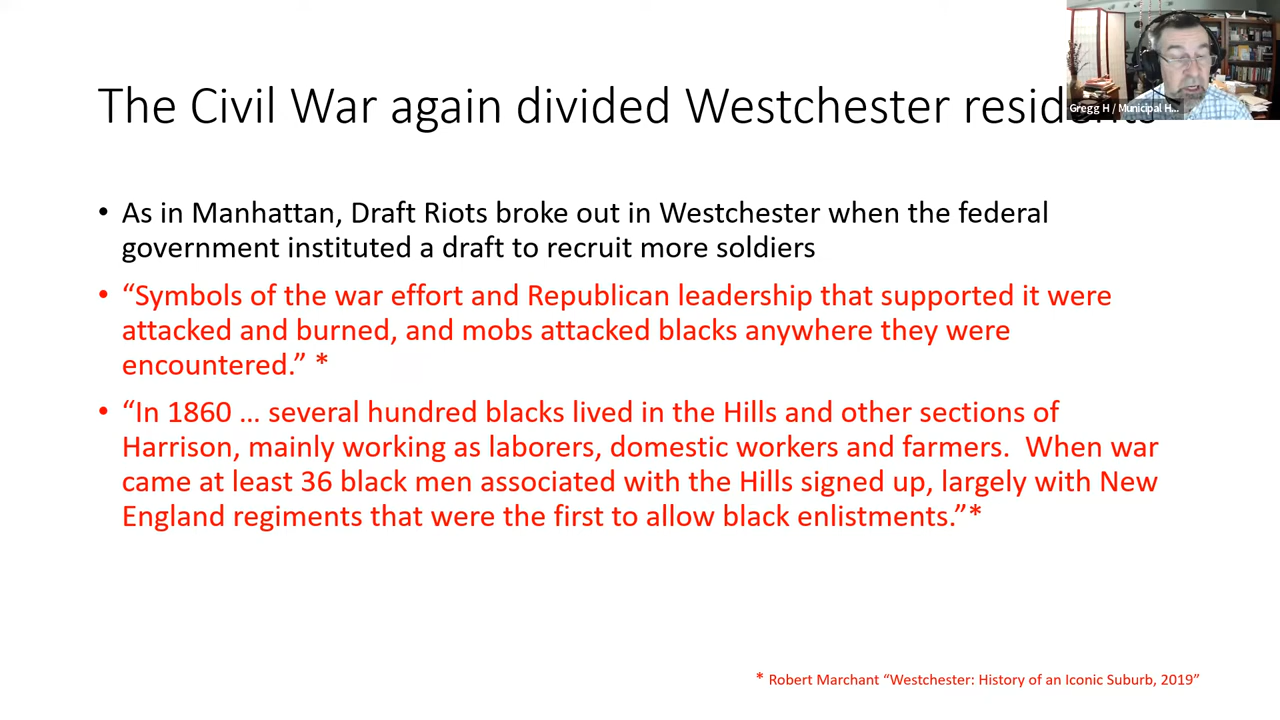 The Civil War again divided Westchester
Gregg H / Municipal H...
• As in Manhattan, Draft Riots broke out in Westchester when the federal
government instituted a draft to recruit more soldiers
• “Symbols of the war effort and Republican leadership that supported it were
attacked and burned, and mobs attacked blacks anywhere they were
encountered.” *
• “In 1860 … several hundred blacks lived in the Hills and other sections of
Harrison, mainly working as laborers, domestic workers and farmers.  When war
came at least 36 black men associated with the Hills signed up, largely with New
England regiments that were the first to allow black enlistments.”*
* Robert Marchant “Westchester: History of an Iconic Suburb, 2019”